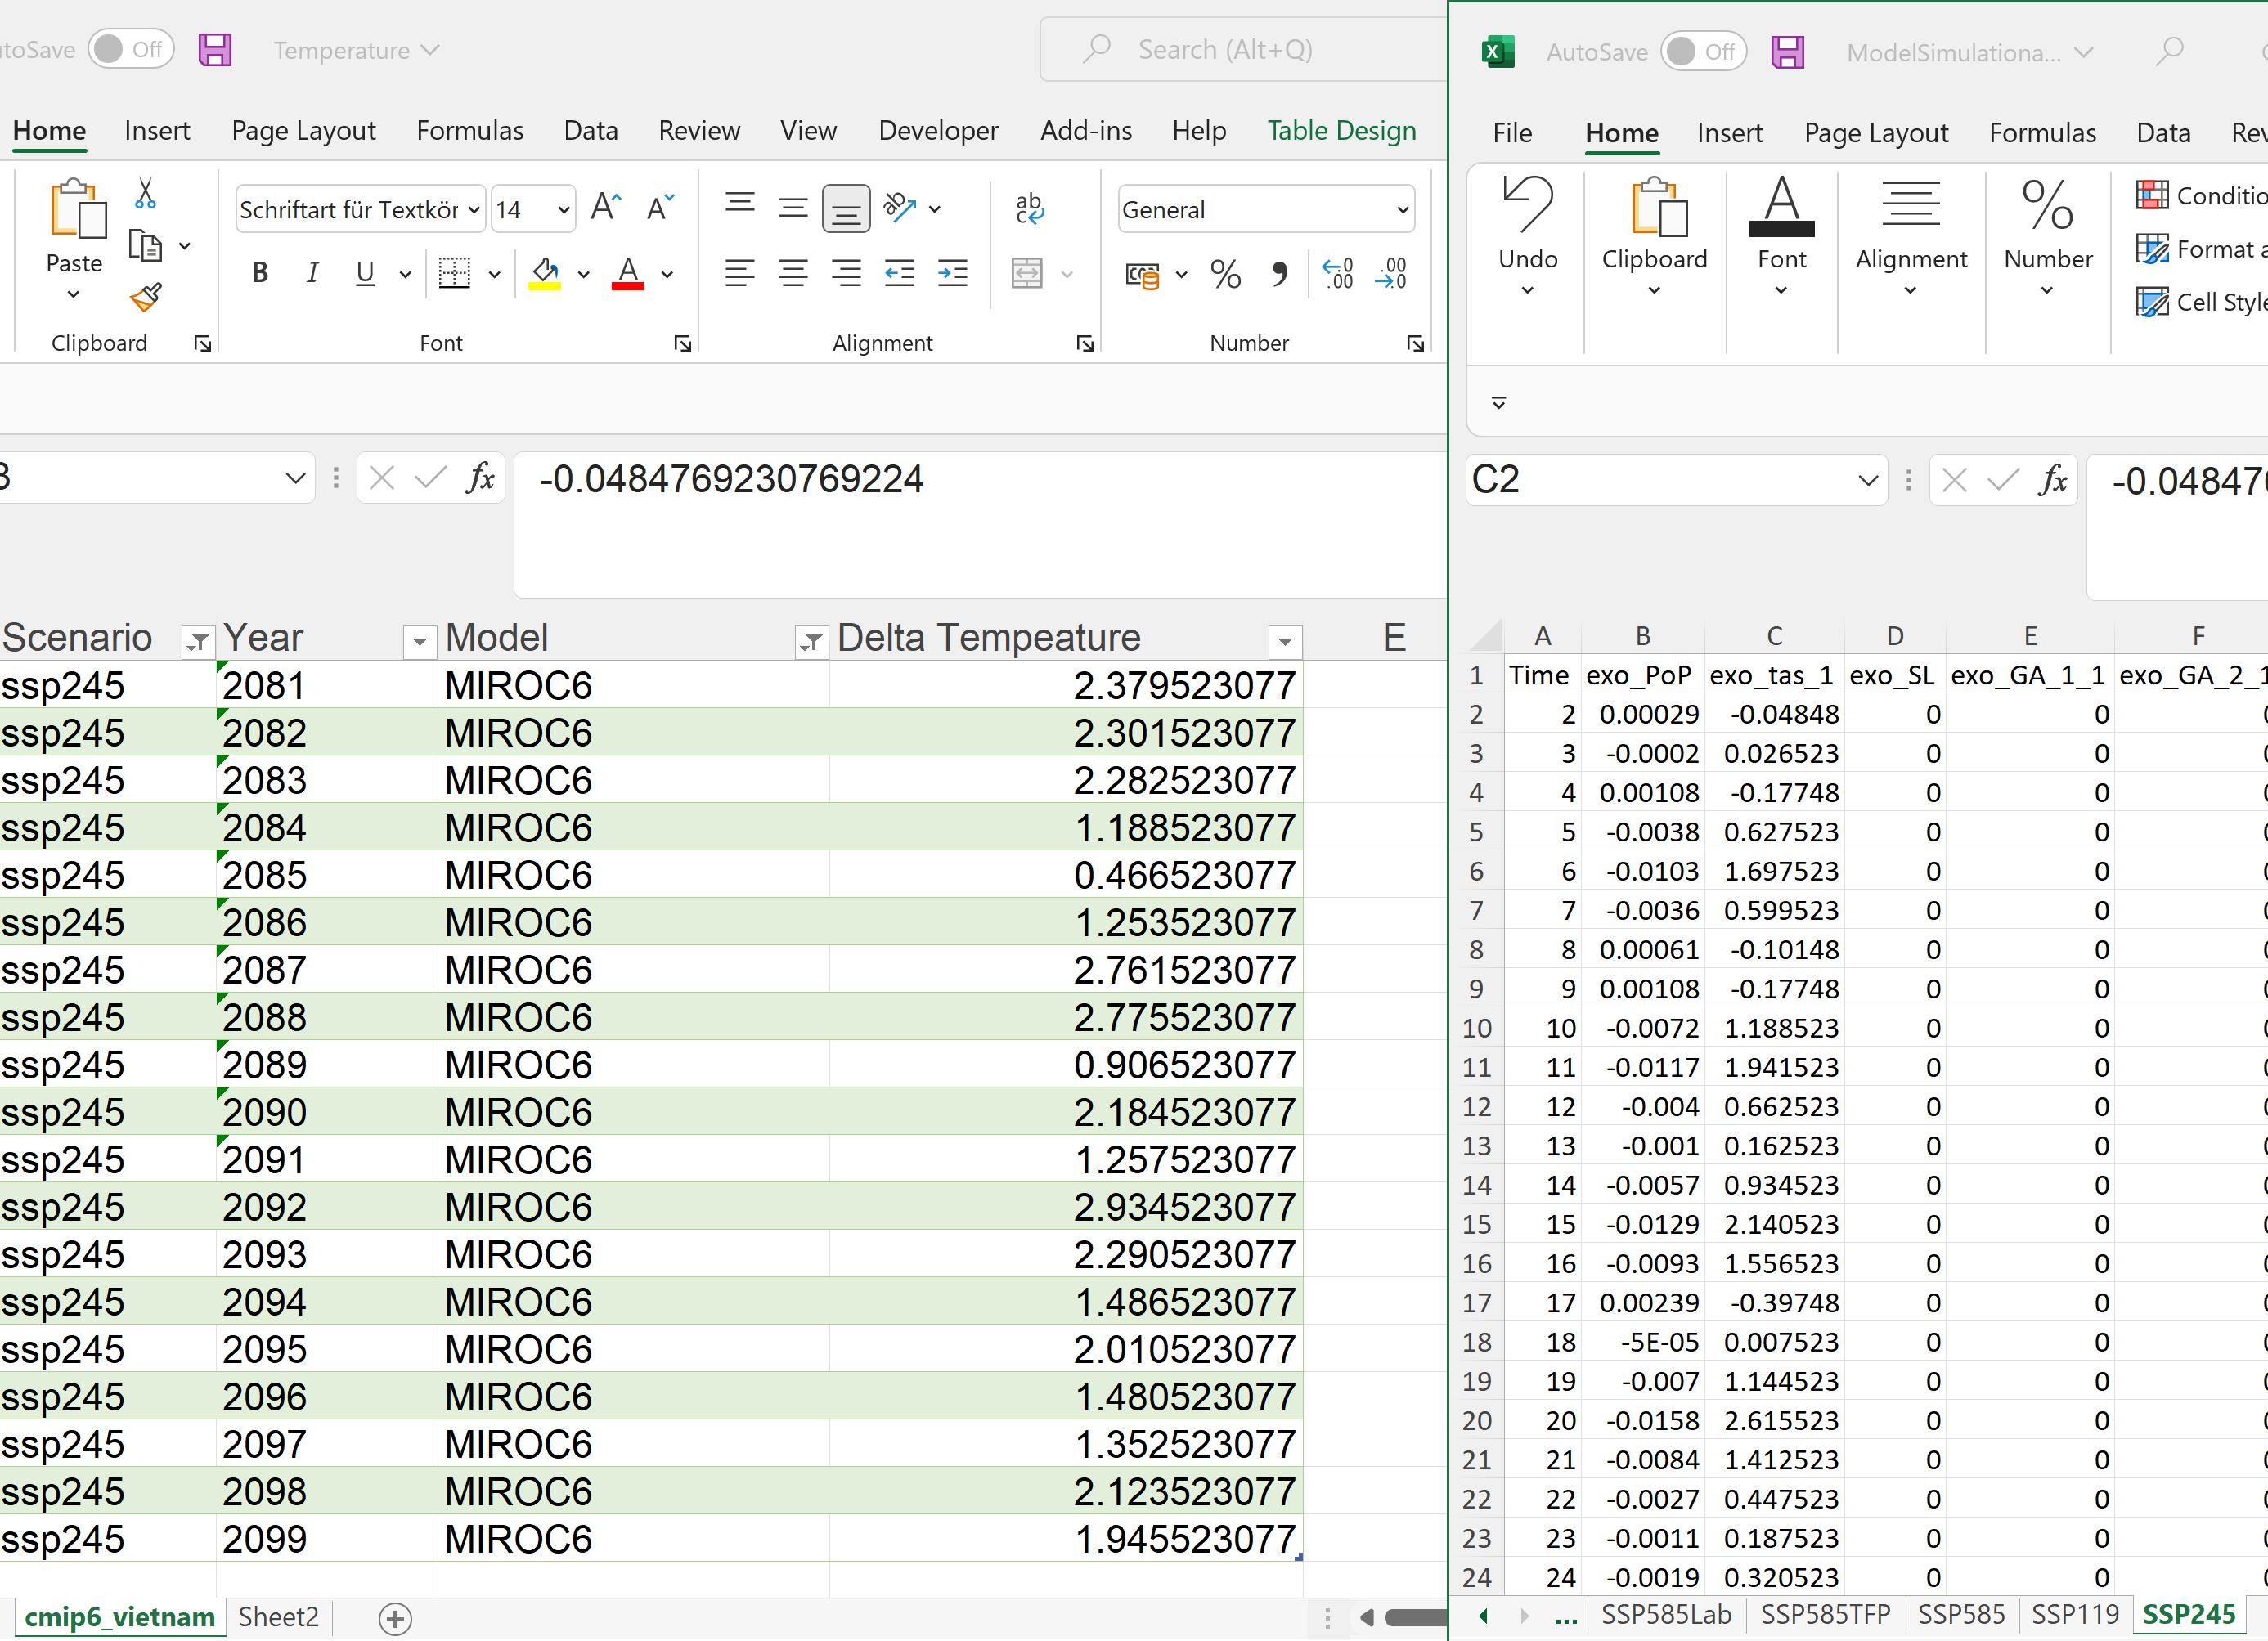 toSave Off Temperature Search (Alt+Q)
Home Insert Page Layout Formulas Data Review View Developer Add-ins Help Table Design
Paste
Schriftart für Textkör 14
B I U A
ab
General
% , .00 .00
Clipboard Font Alignment Number
3 fx -0.0484769230769224
Scenario Year Model Delta Tempeature E
ssp245 2081 MIROC6 2.379523077
ssp245 2082 MIROC6 2.301523077
ssp245 2083 MIROC6 2.282523077
ssp245 2084 MIROC6 1.188523077
ssp245 2085 MIROC6 0.466523077
ssp245 2086 MIROC6 1.253523077
ssp245 2087 MIROC6 2.761523077
ssp245 2088 MIROC6 2.775523077
ssp245 2089 MIROC6 0.906523077
ssp245 2090 MIROC6 2.184523077
ssp245 2091 MIROC6 1.257523077
ssp245 2092 MIROC6 2.934523077
ssp245 2093 MIROC6 2.290523077
ssp245 2094 MIROC6 1.486523077
ssp245 2095 MIROC6 2.010523077
ssp245 2096 MIROC6 1.480523077
ssp245 2097 MIROC6 1.352523077
ssp245 2098 MIROC6 2.123523077
ssp245 2099 MIROC6 1.945523077
cmip6_vietnam Sheet2
AutoSave Off ModelSimulationa...
File Home Insert Page Layout Formulas Data Rev
Undo Clipboard Font Alignment Number
Conditio
Format a
Cell Style
C2 fx -0.04847
A B C D E F
1 Time exo_PoP exo_tas_1 exo_SL exo_GA_1_1 exo_GA_2_1
2 2 0.00029 -0.04848 0 0
3 3 -0.0002 0.026523 0 0
4 4 0.00108 -0.17748 0 0
5 5 -0.0038 0.627523 0 0
6 6 -0.0103 1.697523 0 0
7 7 -0.0036 0.599523 0 0
8 8 0.00061 -0.10148 0 0
9 9 0.00108 -0.17748 0 0
10 10 -0.0072 1.188523 0 0
11 11 -0.0117 1.941523 0 0
12 12 -0.004 0.662523 0 0
13 13 -0.001 0.162523 0 0
14 14 -0.0057 0.934523 0 0
15 15 -0.0129 2.140523 0 0
16 16 -0.0093 1.556523 0 0
17 17 0.00239 -0.39748 0 0
18 18 -5E-05 0.007523 0 0
19 19 -0.007 1.144523 0 0
20 20 -0.0158 2.615523 0 0
21 21 -0.0084 1.412523 0 0
22 22 -0.0027 0.447523 0 0
23 23 -0.0011 0.187523 0 0
24 24 -0.0019 0.320523 0 0
... SSP585Lab SSP585TFP SSP585 SSP119 SSP245